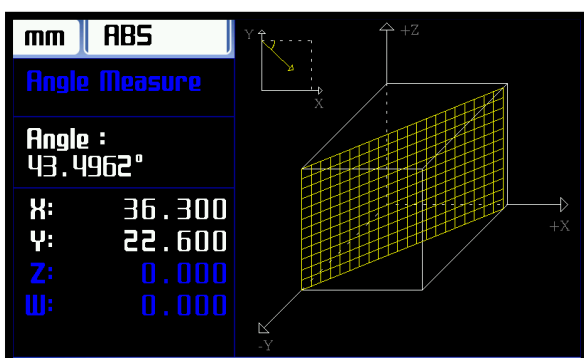 mm ABS
Angle Measure
Angle :
43.4962°
X: 36.300
Y: 22.600
Z: 0.000
W: 0.000
Y
X
+Z
+X
-Y